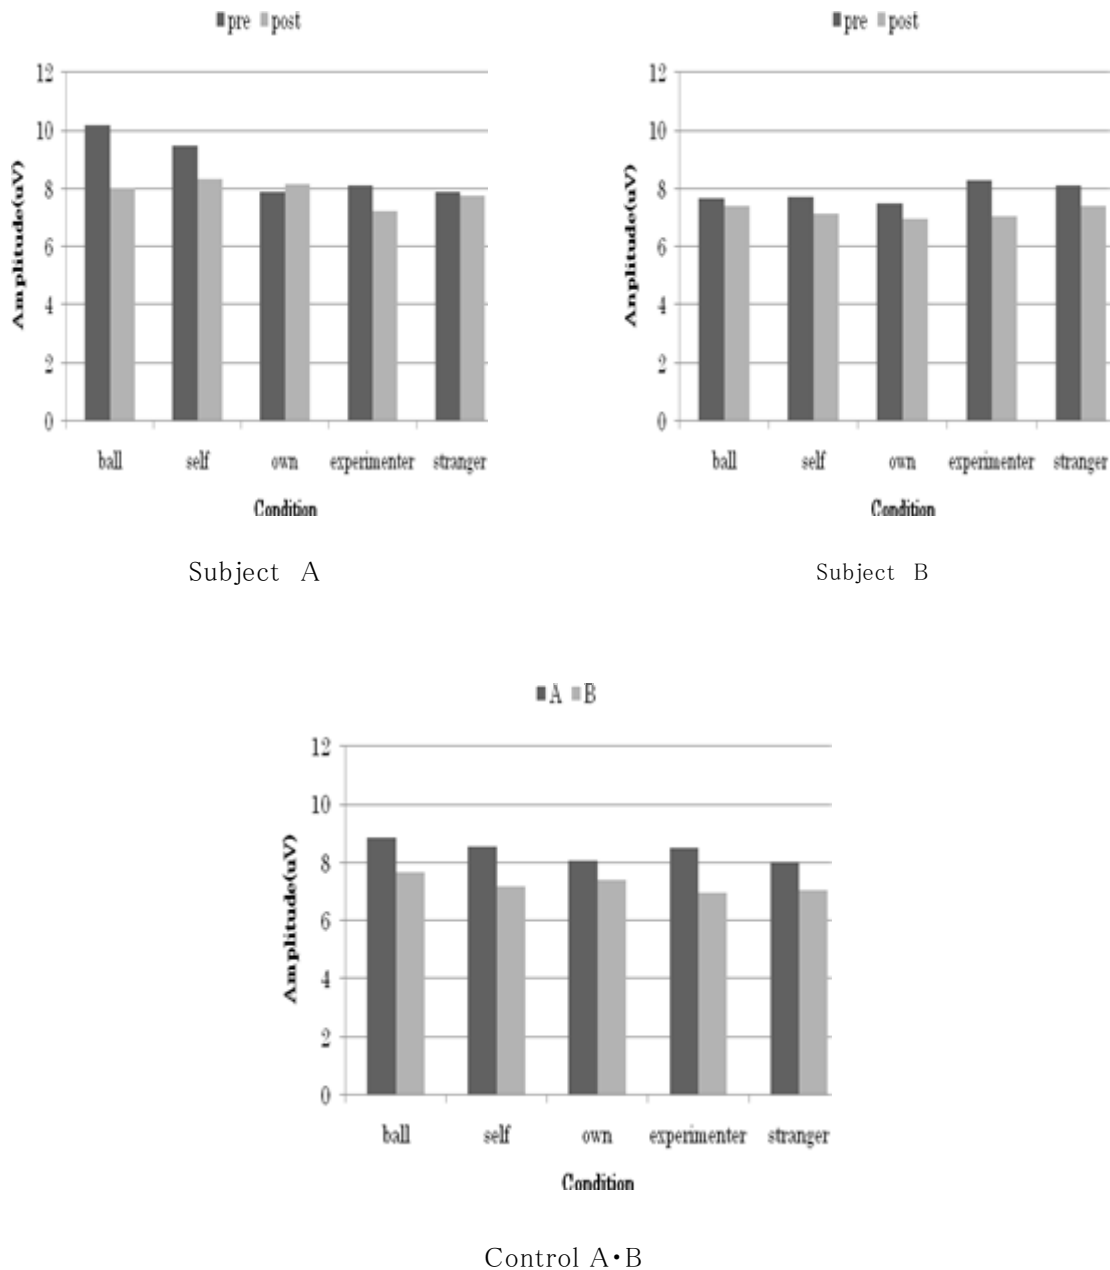 pre post
12
10
8
6
4
2
0
Amplitude(uV)
ball self own experimenter stranger
Condition
Subject A
pre post
12
10
8
6
4
2
0
Anplitude(uV)
ball self own experimenter stranger
Condition
Subject B
A B
12
10
8
6
4
2
0
Amplitude(uV)
ball self own experimenter stranger
Condition
Control A・B